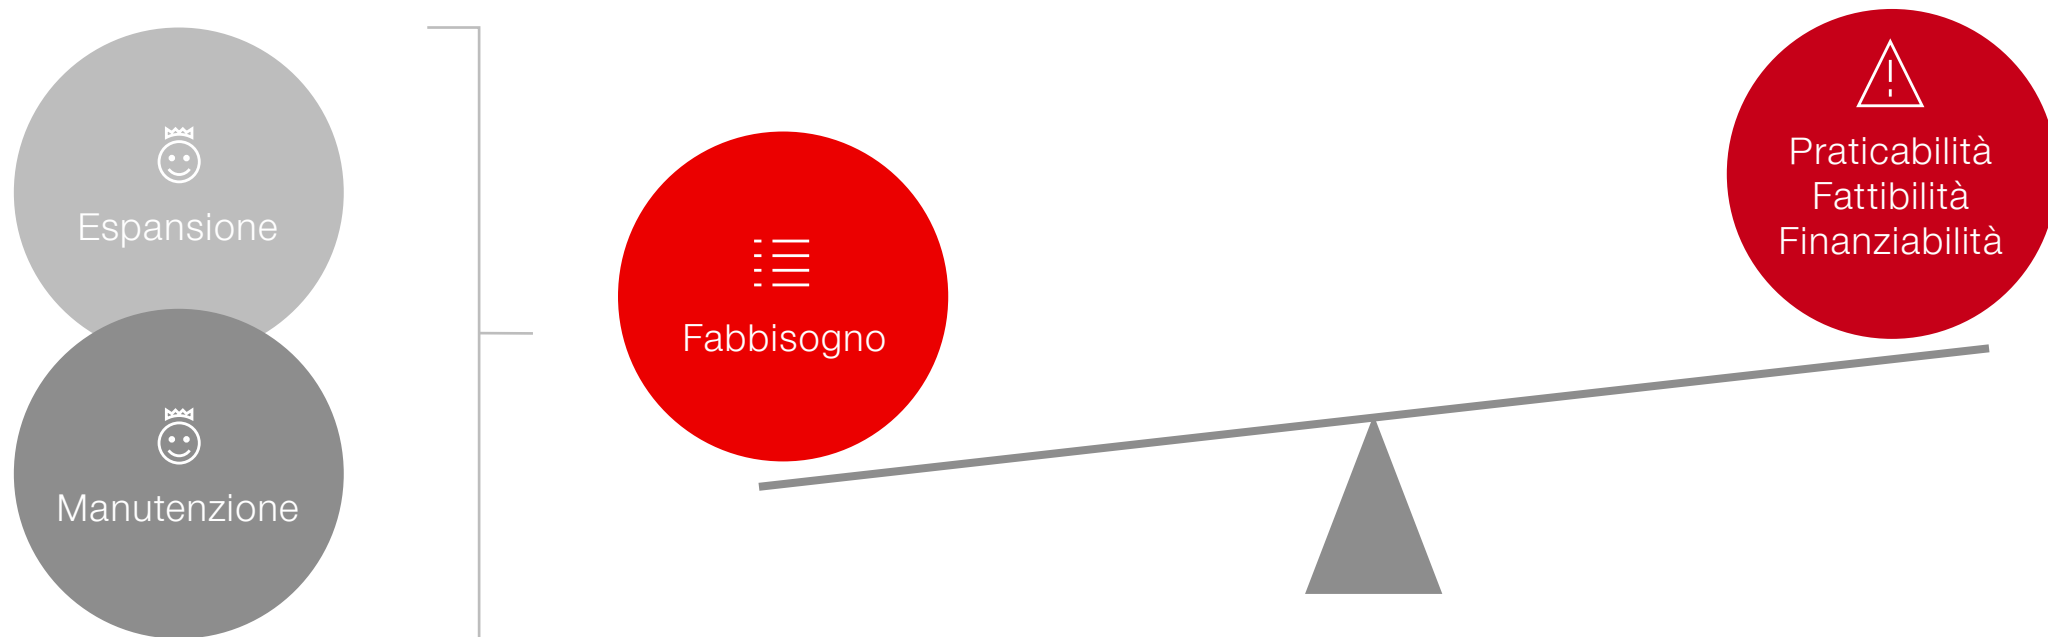 Espansione
Manutenzione
Fabbisogno
Praticabilità
Fattibilità
Finanziabilità